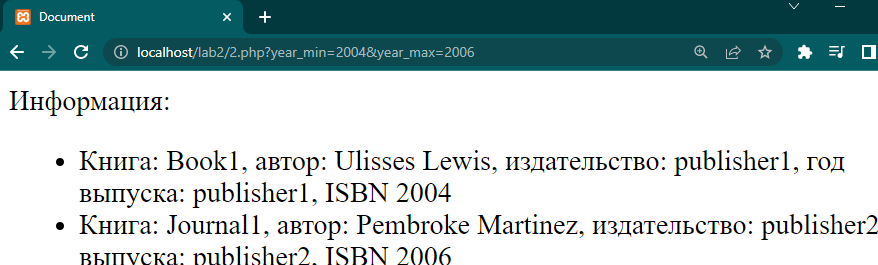 Document
localhost/lab2/2.php?year_min=2004&year_max=2006
Информация:
Книга: Book1, автор: Ulisses Lewis, издательство: publisher1, год
выпуска: publisher1, ISBN 2004
Книга: Journal1, автор: Pembroke Martinez, издательство: publisher2
выпуска: publisher2, ISBN 2006